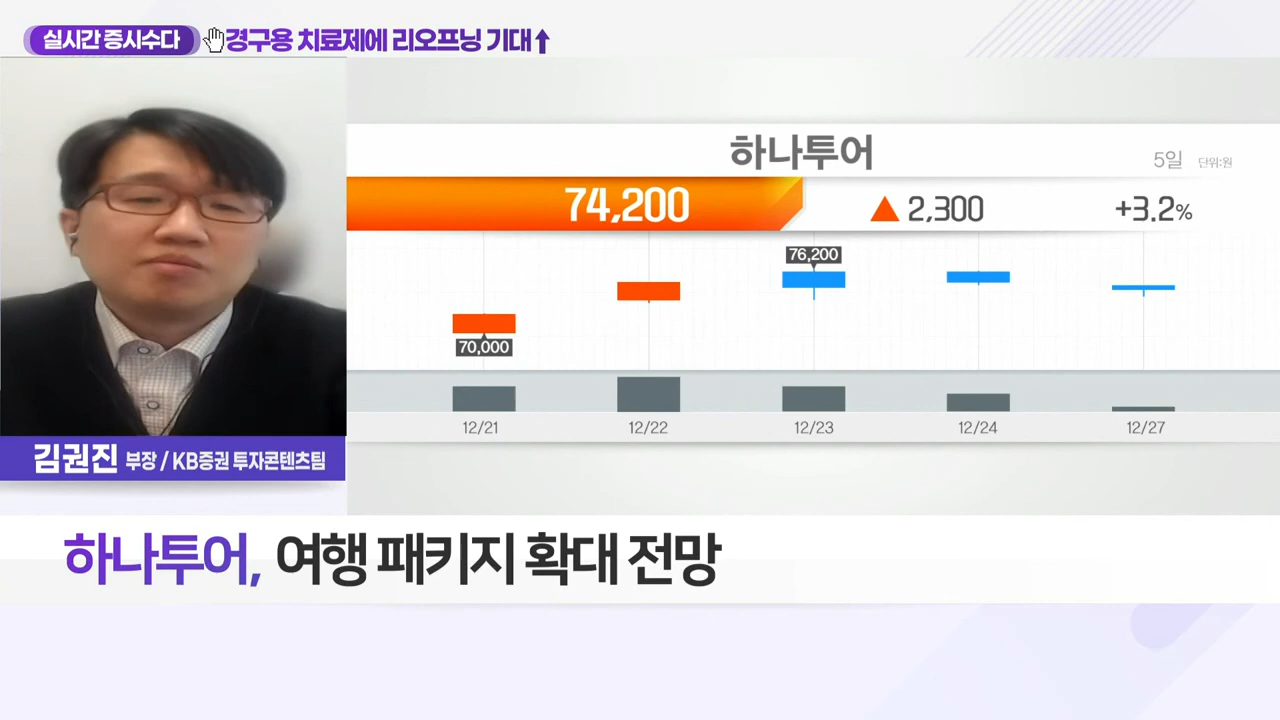 실시간 증시수다 경구용 치료제에 리오프닝 기대↑
하나투어
5일 단위:원
74,200 ▲ 2,300 +3.2%
76,200
70,000
12/21 12/22 12/23 12/24 12/27
김권진 부장 / KB증권 투자콘텐츠팀
하나투어, 여행 패키지 확대 전망